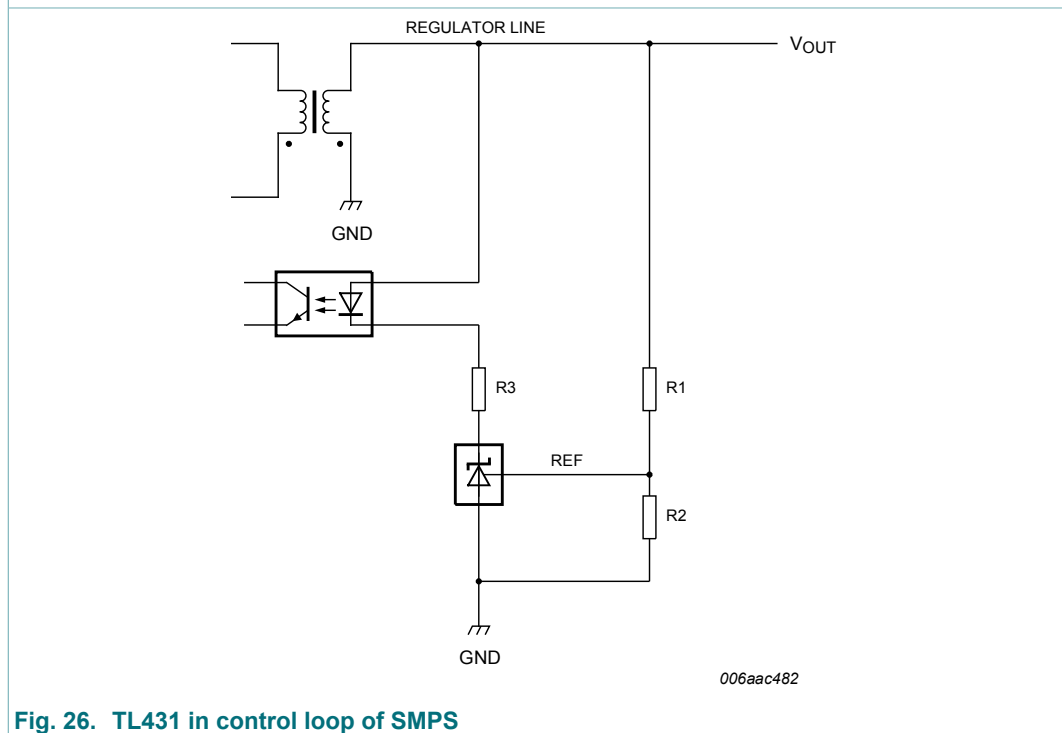 REGULATOR LINE
VOUT
GND
R3
R1
REF
R2
GND
006aac482
Fig. 26. TL431 in control loop of SMPS